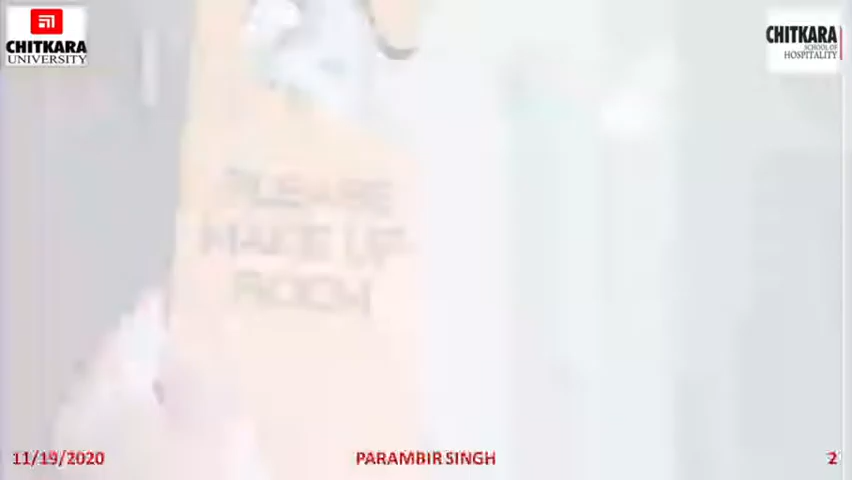 CHITKARA
UNIVERSITY
CHITKARA
SCHOOL OF
HOSPITALITY
PLEASE
MAKE UP
ROOM
11/19/2020
PARAMBIR SINGH
2